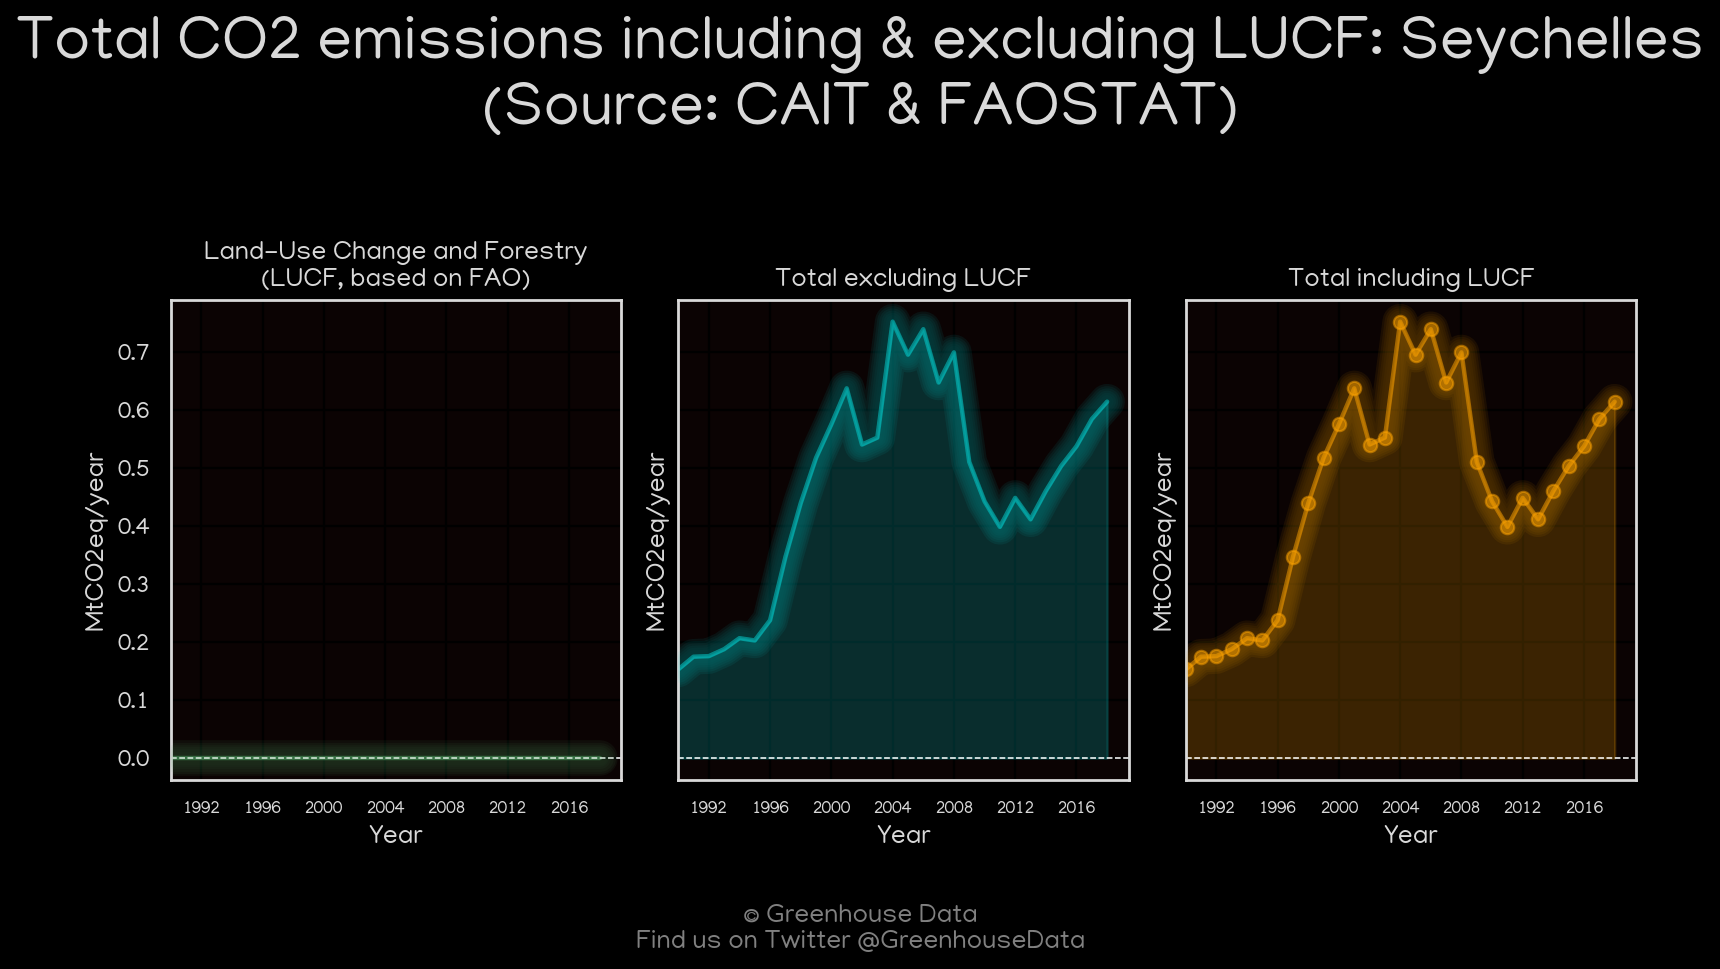 Total CO2 emissions including & excluding LUCF: Seychelles
(Source: CAIT & FAOSTAT)
Land-Use Change and Forestry
(LUCF, based on FAO)
Total excluding LUCF
Total including LUCF
MtCO2eq/year
0.7
0.6
0.5
0.4
0.3
0.2
0.1
0.0
MtCO2eq/year
MtCO2eq/year
1992 1996 2000 2004 2008 2012 2016
1992 1996 2000 2004 2008 2012 2016
1992 1996 2000 2004 2008 2012 2016
Year
Year
Year
© Greenhouse Data
Find us on Twitter @GreenhouseData